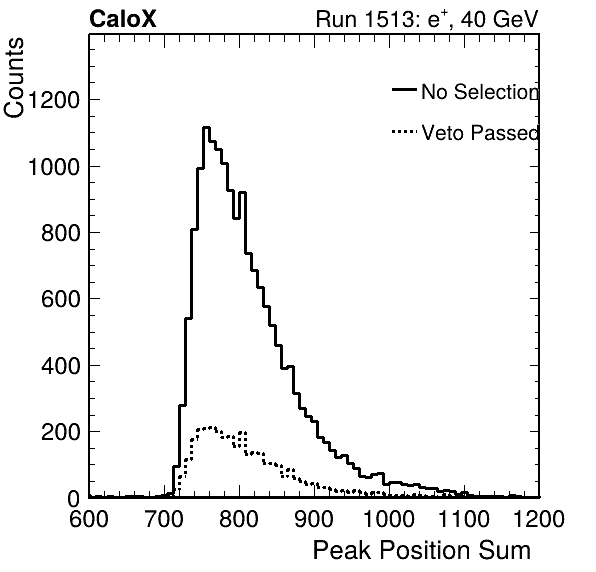 CaloX Run 1513: e+, 40 GeV
Counts
No Selection
Veto Passed
1200
1000
800
600
400
200
0
600 700 800 900 1000 1100 1200
Peak Position Sum